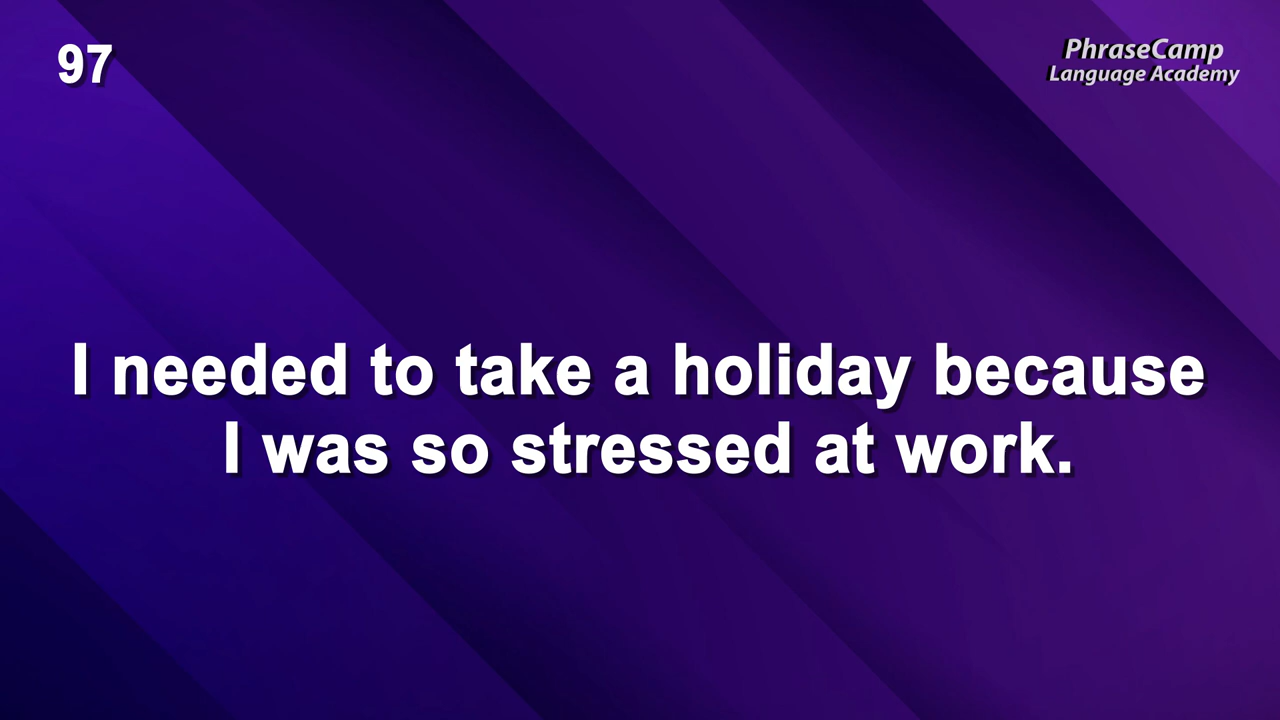 97
PhraseCamp
Language Academy
I needed to take a holiday because
I was so stressed at work.